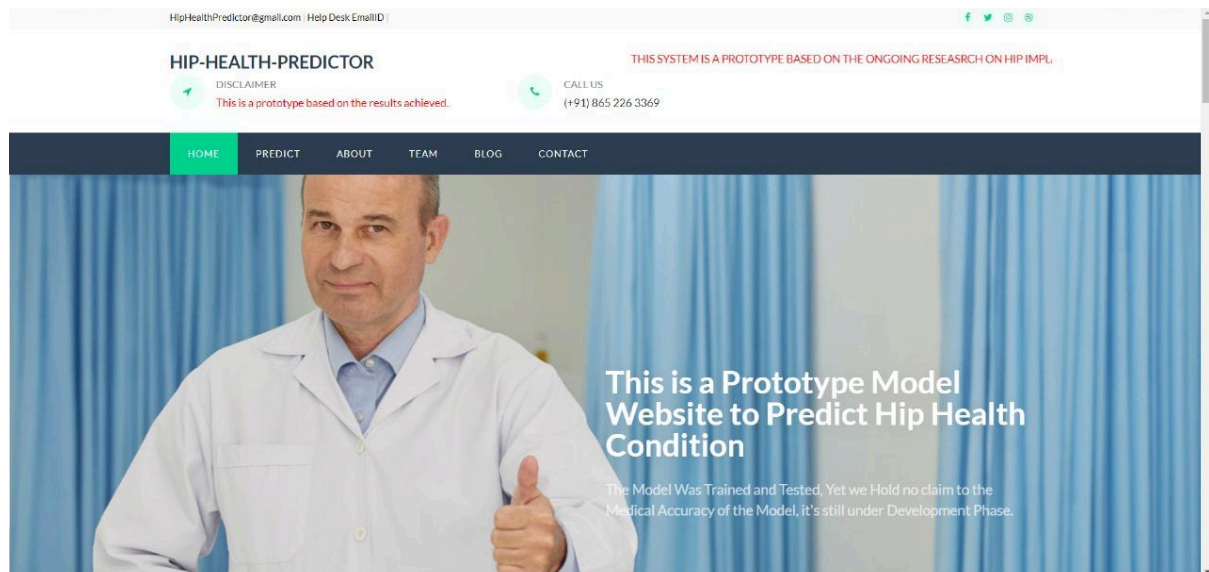 HipHealthPredictor@gmail.com | Help Desk EmailID |
HIP-HEALTH-PREDICTOR
THIS SYSTEM IS A PROTOTYPE BASED ON THE ONGOING RESEASRCH ON HIP IMPL
DISCLAIMER
This is a prototype based on the results achieved.
CALL US
(+91) 865 226 3369
HOME PREDICT ABOUT TEAM BLOG CONTACT
This is a Prototype Model
Website to Predict Hip Health
Condition
The Model Was Trained and Tested, Yet we Hold no claim to the
Medical Accuracy of the Model, it's still under Development Phase.